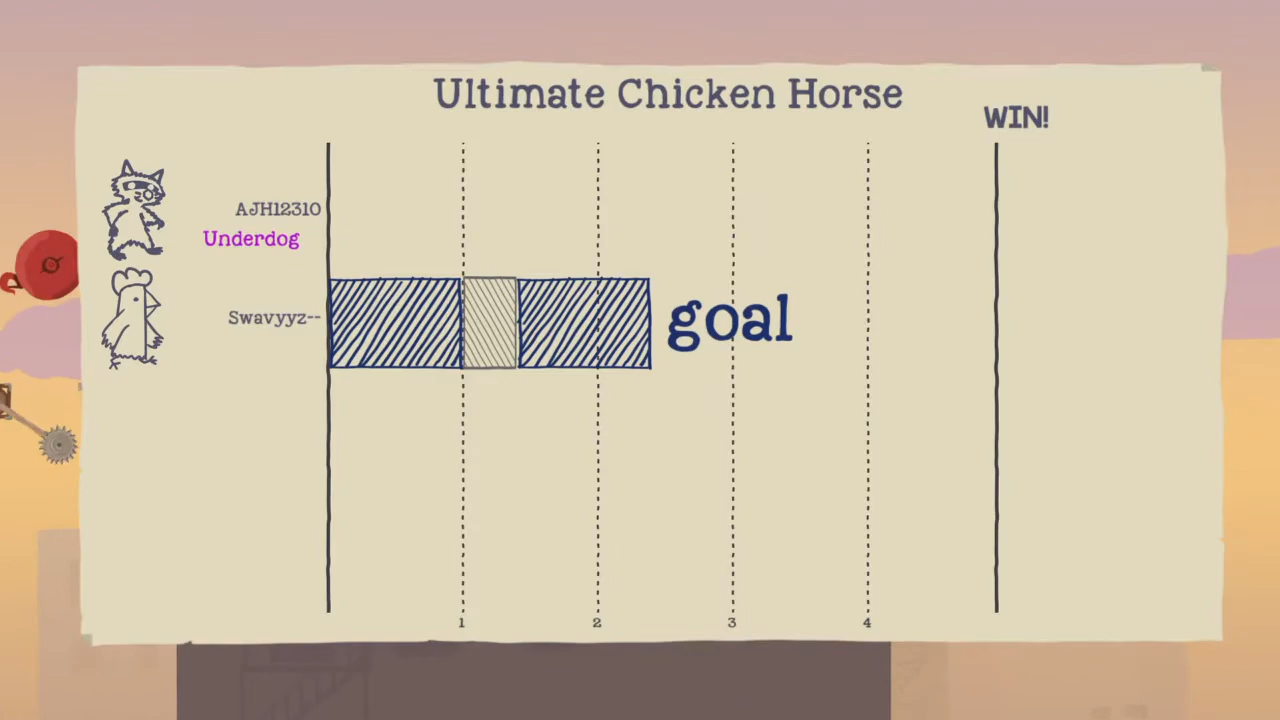 Ultimate Chicken Horse
WIN!
AJH12310
Underdog
Swavyyz--
goal
1 2 3 4